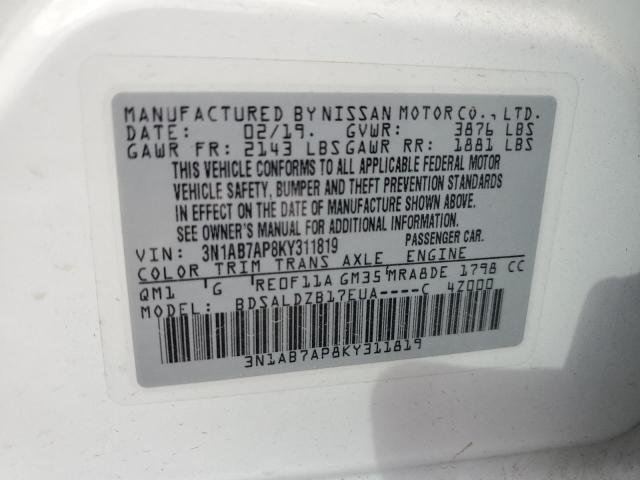 MANUFACTURED BY NISSAN MOTOR CO., LTD.
DATE: 02/19. GVWR: 3876 LBS
GAWR FR: 2143 LBS GAWR RR: 1881 LBS
THIS VEHICLE CONFORMS TO ALL APPLICABLE FEDERAL MOTOR
VEHICLE SAFETY, BUMPER AND THEFT PREVENTION STANDARDS
IN EFFECT ON THE DATE OF MANUFACTURE SHOWN ABOVE.
SEE OWNER'S MANUAL FOR ADDITIONAL INFORMATION.
VIN: 3N1AB7AP8KY311819 PASSENGER CAR.
COLOR TRIM TRANS AXLE ENGINE
QM1 G RE0F11A GM35 MRA8DE 1798 CC
MODEL: BDSALDZB17EUA----C 4Z000
3N1AB7AP8KY311819